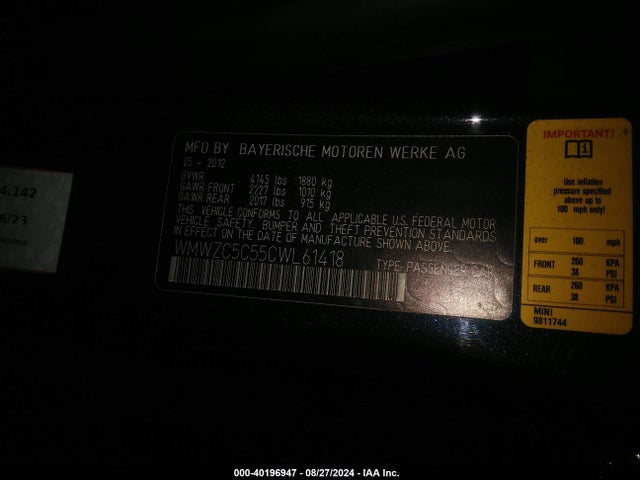 4,142
6/23
MFD BY BAYERISCHE MOTOREN WERKE AG
05 - 2012
GVWR 4145 lbs 1880 kg
GAWR FRONT 2227 lbs 1010 kg
GAWR REAR 2017 lbs 915 kg
THIS VEHICLE CONFORMS TO ALL APPLICABLE U.S. FEDERAL MOTOR
VEHICLE SAFETY, BUMPER AND THEFT PREVENTION STANDARDS
IN EFFECT ON THE DATE OF MANUFACTURE SHOWN ABOVE.
WMWZC5C55CWL61418
TYPE: PASSENGER CAR
IMPORTANT!
Use inflation
pressure specified
above up to
100 mph only!
over 100 mph
FRONT 260 KPA
38 PSI
REAR 260 KPA
38 PSI
MINI
9811744
000-40196947 - 08/27/2024 - IAA Inc.